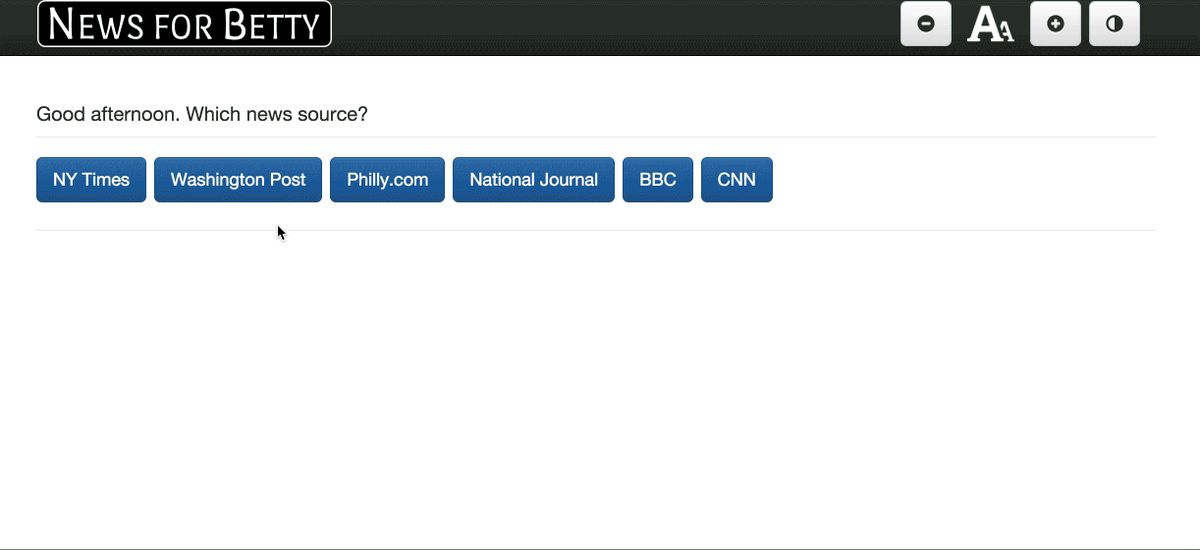 NEWS FOR BETTY
AA
Good afternoon. Which news source?
NY Times Washington Post Philly.com National Journal BBC CNN